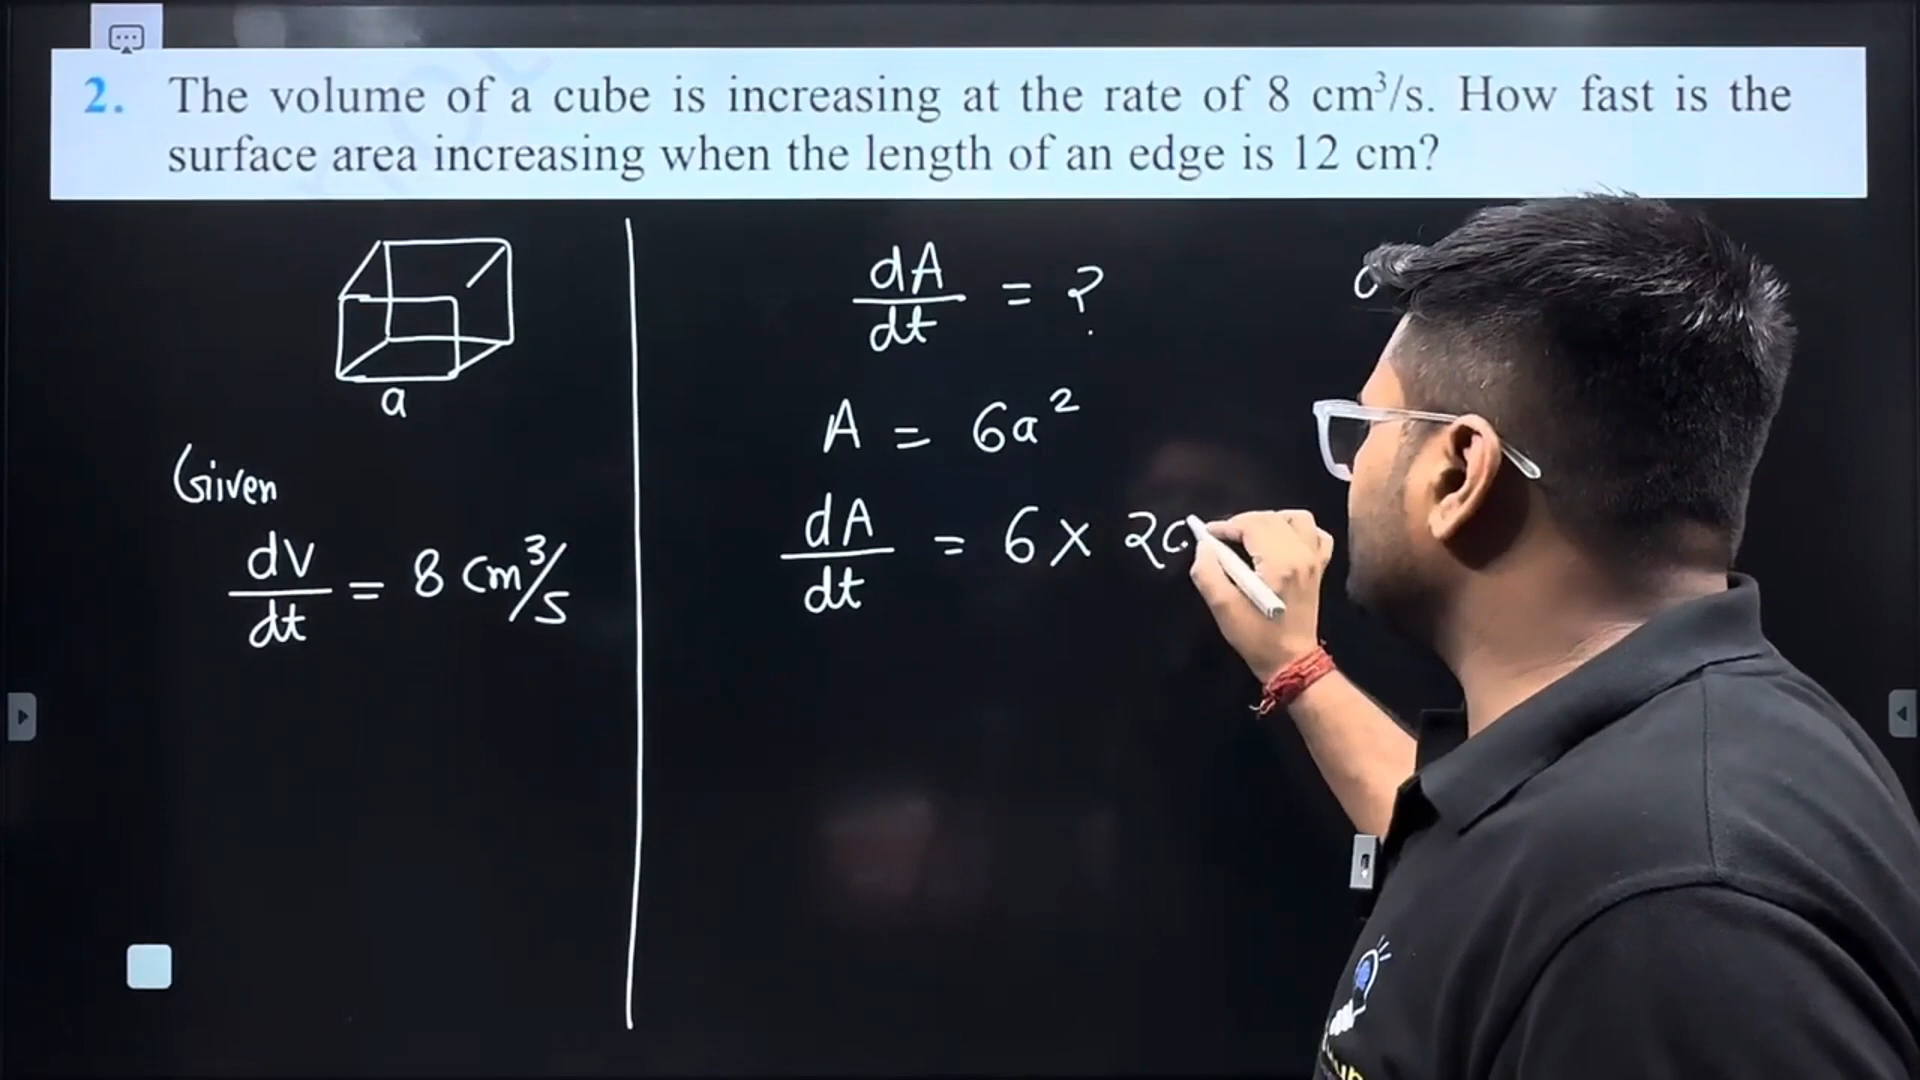 2. The volume of a cube is increasing at the rate of 8 cm³/s. How fast is the
surface area increasing when the length of an edge is 12 cm?
a
Given
dV/dt = 8 cm³/s
dA/dt = ?
A = 6a²
dA/dt = 6 × 2a